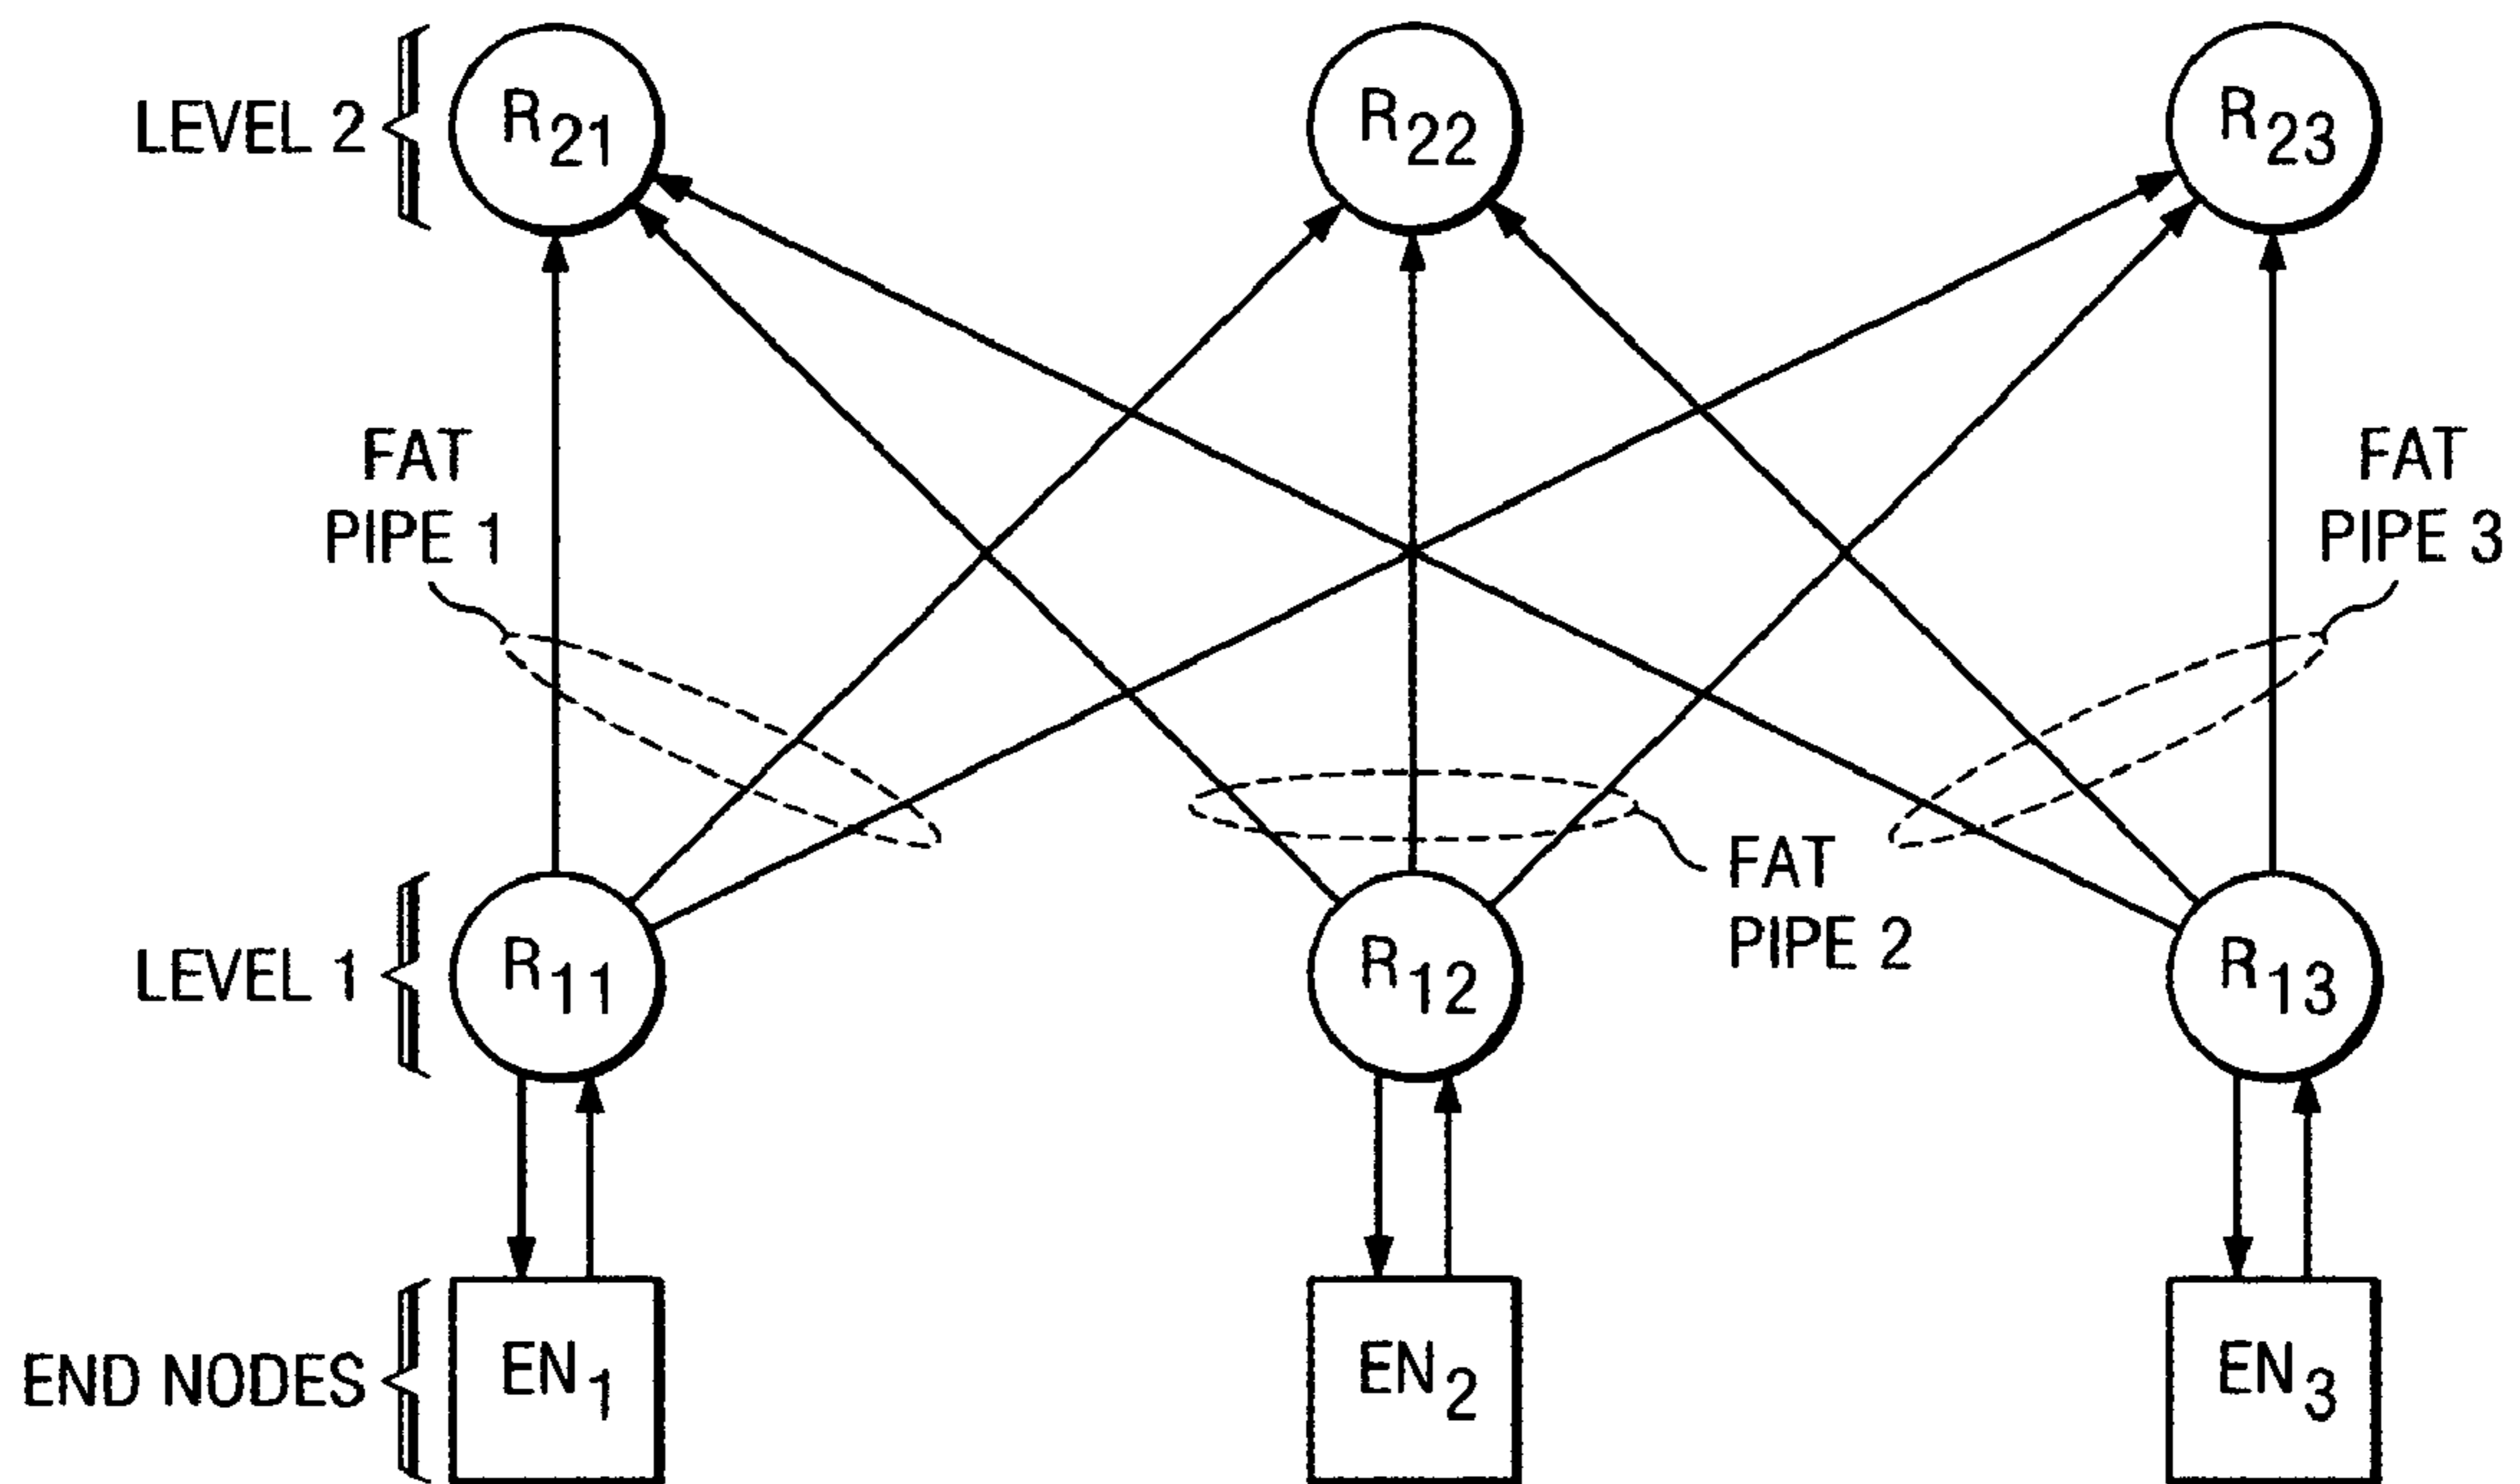 LEVEL 2
R21
R22
R23
FAT
PIPE 1
FAT
PIPE 3
FAT
PIPE 2
LEVEL 1
R11
R12
R13
END NODES
EN1
EN2
EN3